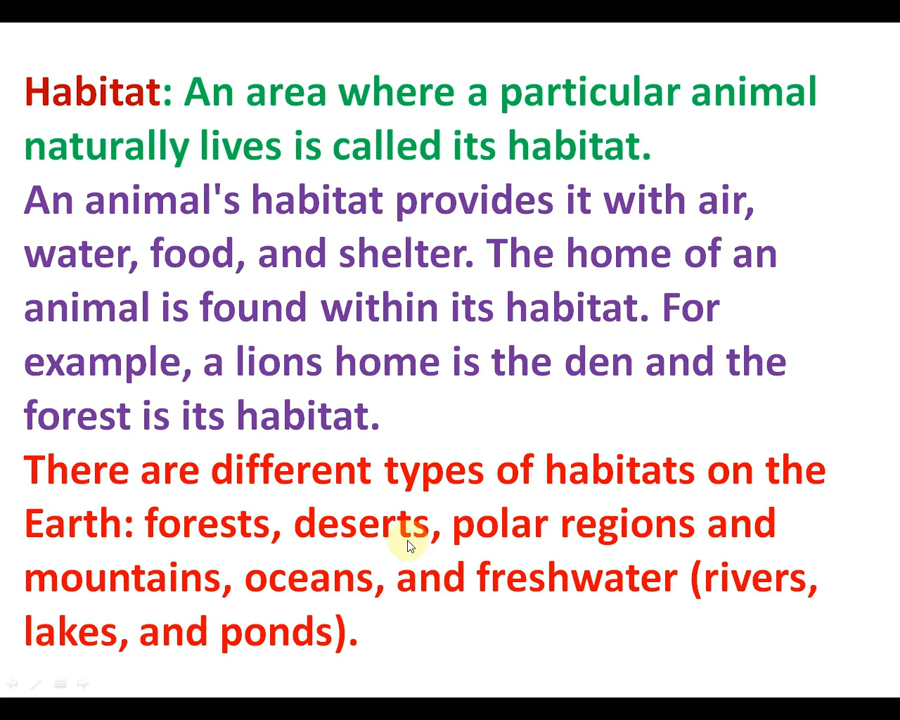 Habitat: An area where a particular animal
naturally lives is called its habitat.
An animal's habitat provides it with air,
water, food, and shelter. The home of an
animal is found within its habitat. For
example, a lions home is the den and the
forest is its habitat.
There are different types of habitats on the
Earth: forests, deserts, polar regions and
mountains, oceans, and freshwater (rivers,
lakes, and ponds).